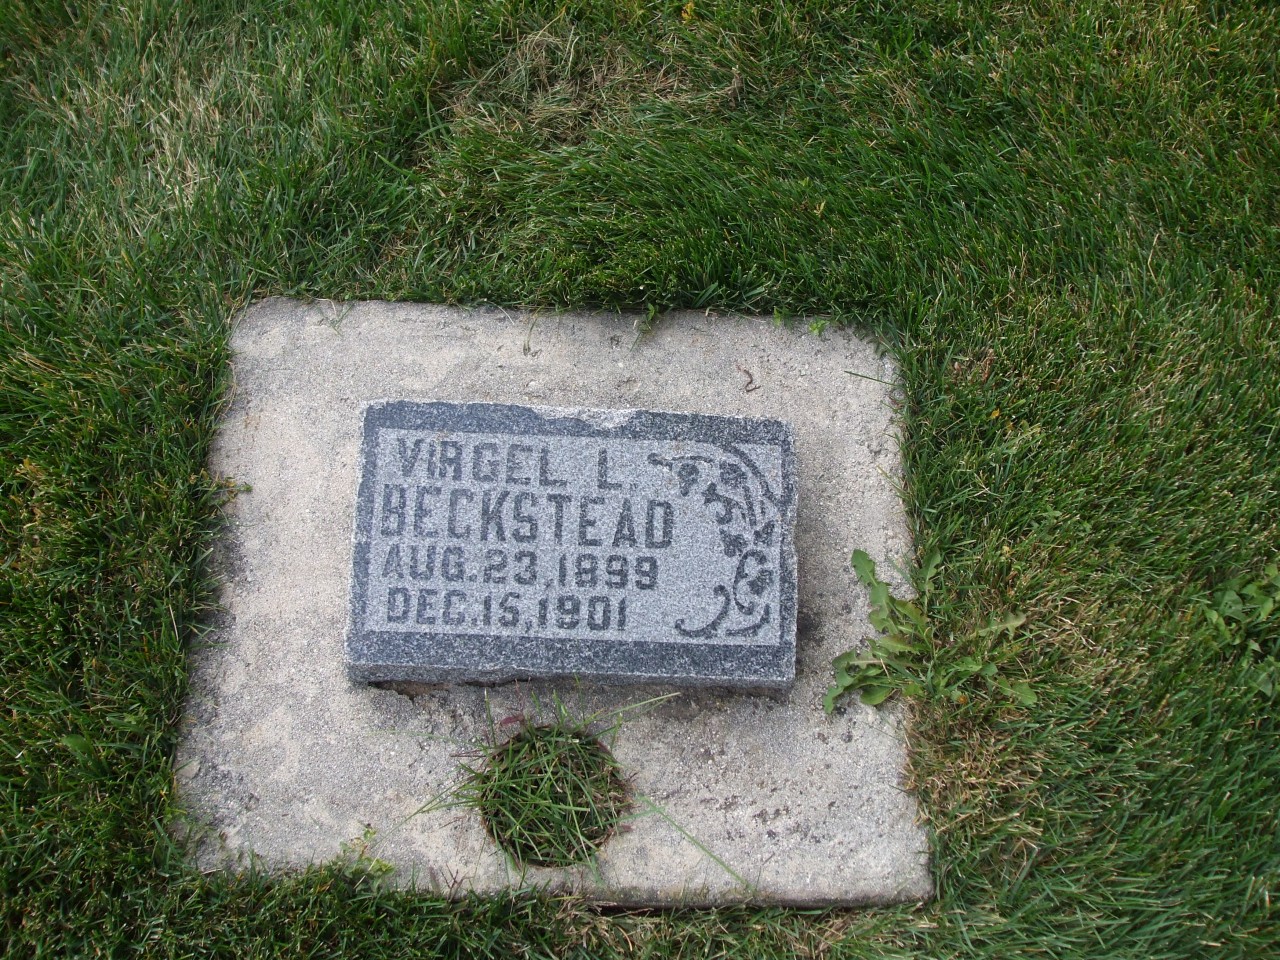 VIRGEL L.
BECKSTEAD
AUG. 23, 1899
DEC. 15, 1901